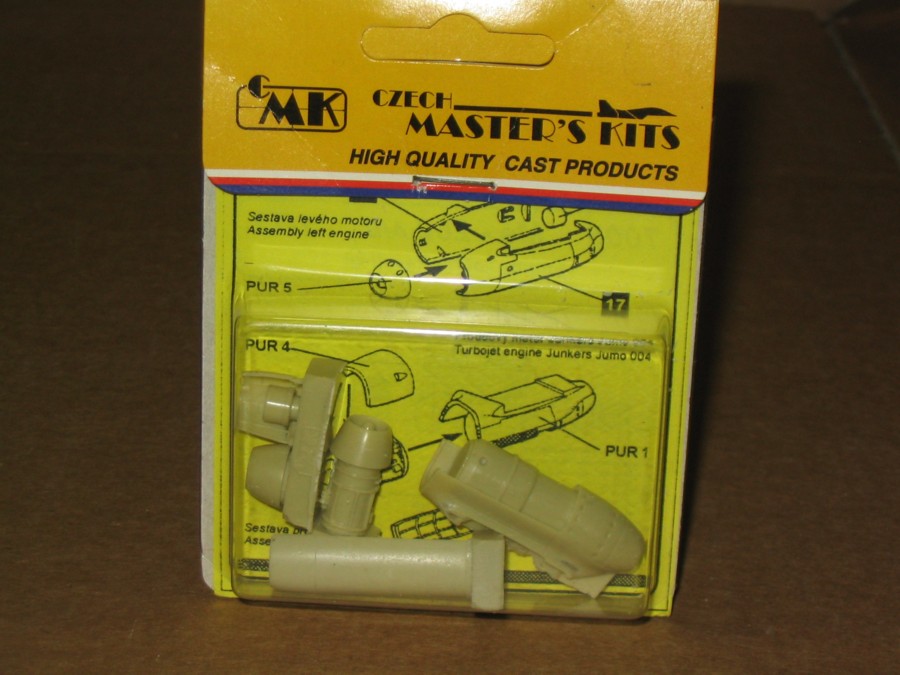 CMK
CZECH
MASTER'S KITS
HIGH QUALITY CAST PRODUCTS
Sestava levého motoru
Assembly left engine
PUR 5
17
PUR 4
Turbojet engine Junkers Jumo 004
PUR 1
Sestava